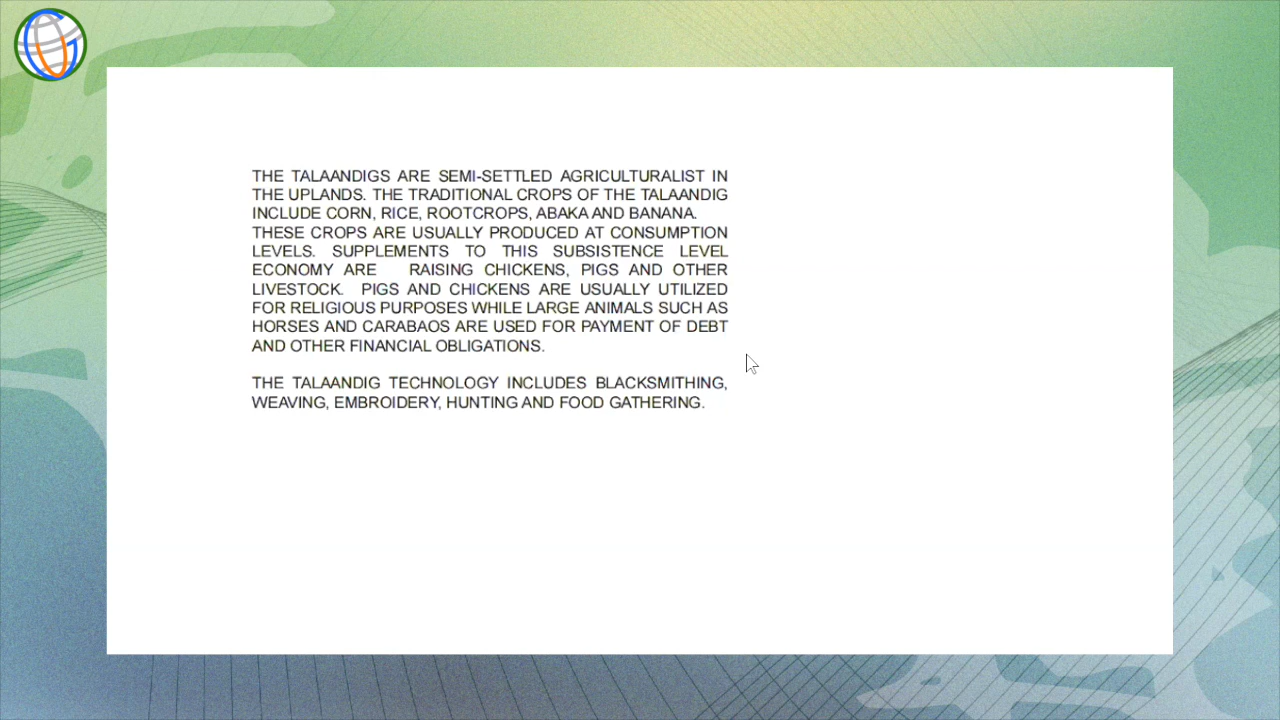 THE TALAANDIGS ARE SEMI-SETTLED AGRICULTURALIST IN
THE UPLANDS. THE TRADITIONAL CROPS OF THE TALAANDIG
INCLUDE CORN, RICE, ROOTCROPS, ABAKA AND BANANA.
THESE CROPS ARE USUALLY PRODUCED AT CONSUMPTION
LEVELS. SUPPLEMENTS TO THIS SUBSISTENCE LEVEL
ECONOMY ARE RAISING CHICKENS, PIGS AND OTHER
LIVESTOCK. PIGS AND CHICKENS ARE USUALLY UTILIZED
FOR RELIGIOUS PURPOSES WHILE LARGE ANIMALS SUCH AS
HORSES AND CARABAOS ARE USED FOR PAYMENT OF DEBT
AND OTHER FINANCIAL OBLIGATIONS.
THE TALAANDIG TECHNOLOGY INCLUDES BLACKSMITHING,
WEAVING, EMBROIDERY, HUNTING AND FOOD GATHERING.